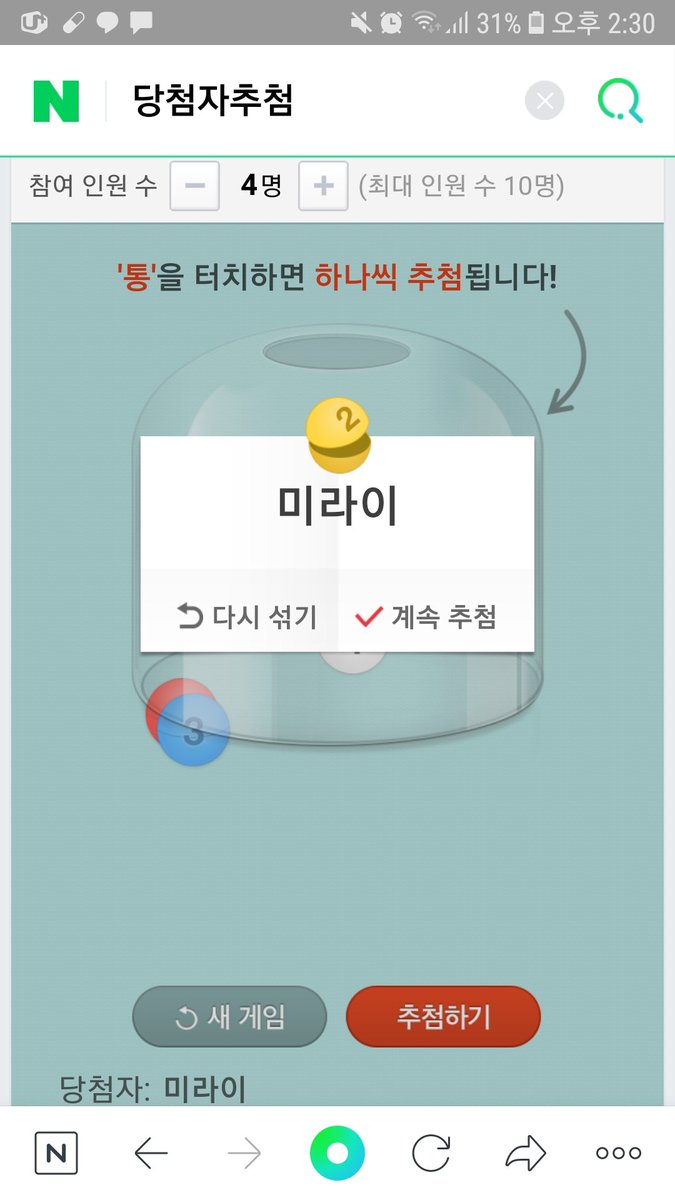 U+ 31% 오후 2:30
N 당첨자추첨
참여 인원 수 4명 (최대 인원 수 10명)
'통'을 터치하면 하나씩 추첨됩니다!
2
미라이
다시 섞기 계속 추첨
3
새 게임 추첨하기
당첨자: 미라이
N